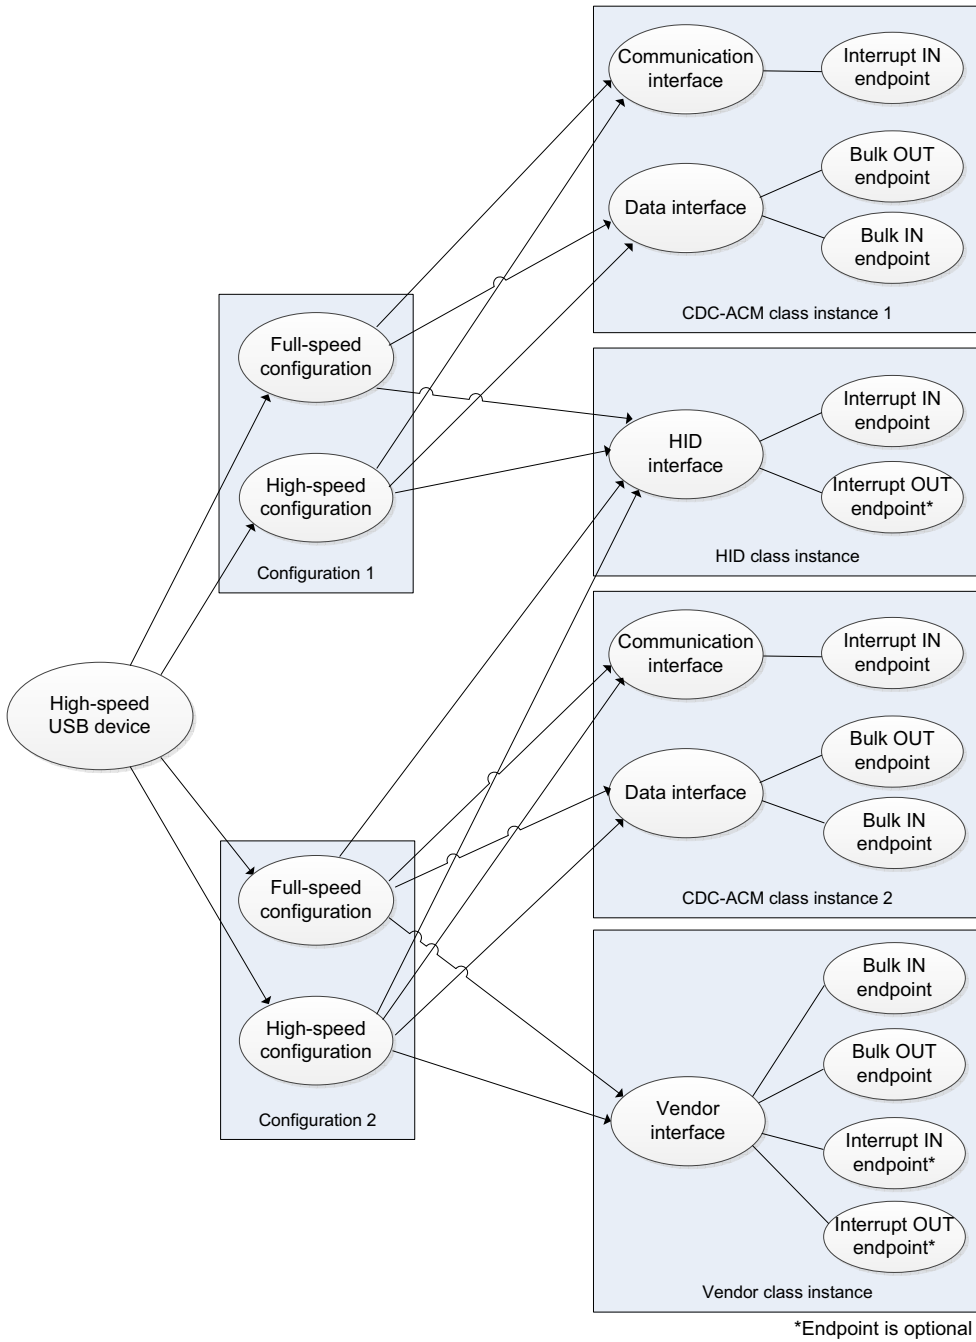 Communication
interface
Interrupt IN
endpoint
Bulk OUT
endpoint
Data interface
Bulk IN
endpoint
CDC-ACM class instance 1
Full-speed
configuration
High-speed
configuration
Configuration 1
Interrupt IN
endpoint
HID
interface
Interrupt OUT
endpoint*
HID class instance
High-speed
USB device
Communication
interface
Interrupt IN
endpoint
Bulk OUT
endpoint
Data interface
Bulk IN
endpoint
CDC-ACM class instance 2
Full-speed
configuration
High-speed
configuration
Configuration 2
Bulk IN
endpoint
Bulk OUT
endpoint
Vendor
interface
Interrupt IN
endpoint*
Interrupt OUT
endpoint*
Vendor class instance
*Endpoint is optional